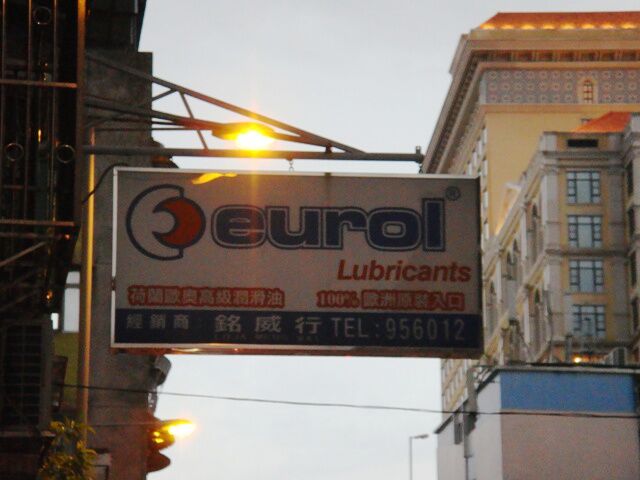 eurol®
Lubricants
荷蘭歐奧高級潤滑油 100% 歐洲原裝入口
經銷商：銘威行 TEL:956012